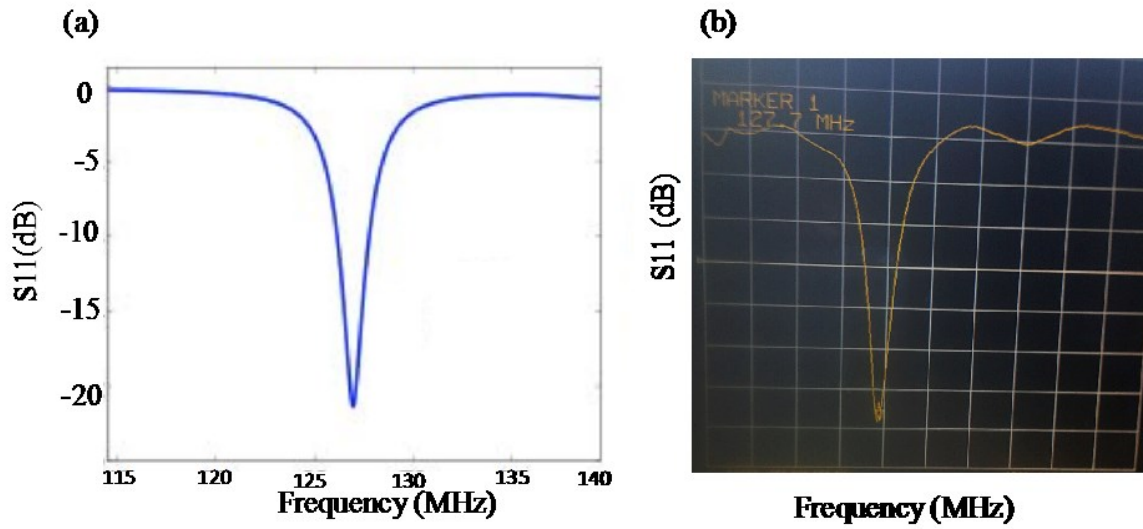 (a)
0
-5
-10
-15
-20
S11(dB)
115 120 125 130 135 140
Frequency (MHz)
(b)
MARKER 1
127.7 MHz
S11 (dB)
Frequency (MHz)